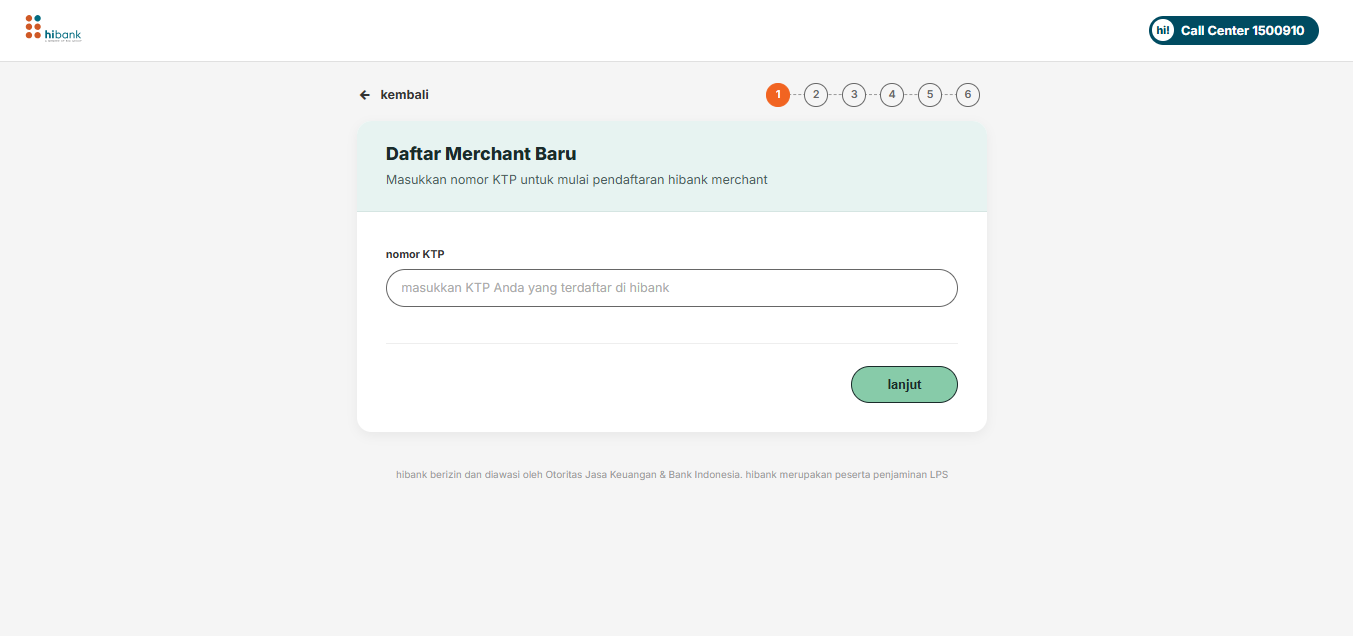 hibank
hi! Call Center 1500910
kembali
1 2 3 4 5 6
Daftar Merchant Baru
Masukkan nomor KTP untuk mulai pendaftaran hibank merchant
nomor KTP
masukkan KTP Anda yang terdaftar di hibank
lanjut
hibank berizin dan diawasi oleh Otoritas Jasa Keuangan & Bank Indonesia. hibank merupakan peserta penjaminan LPS